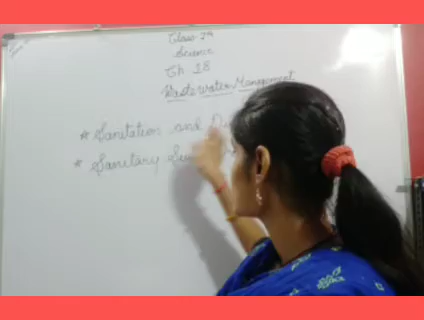 Class-7th
Science
Ch 18
Waste Water Management
* Sanitation and
* Sanitary